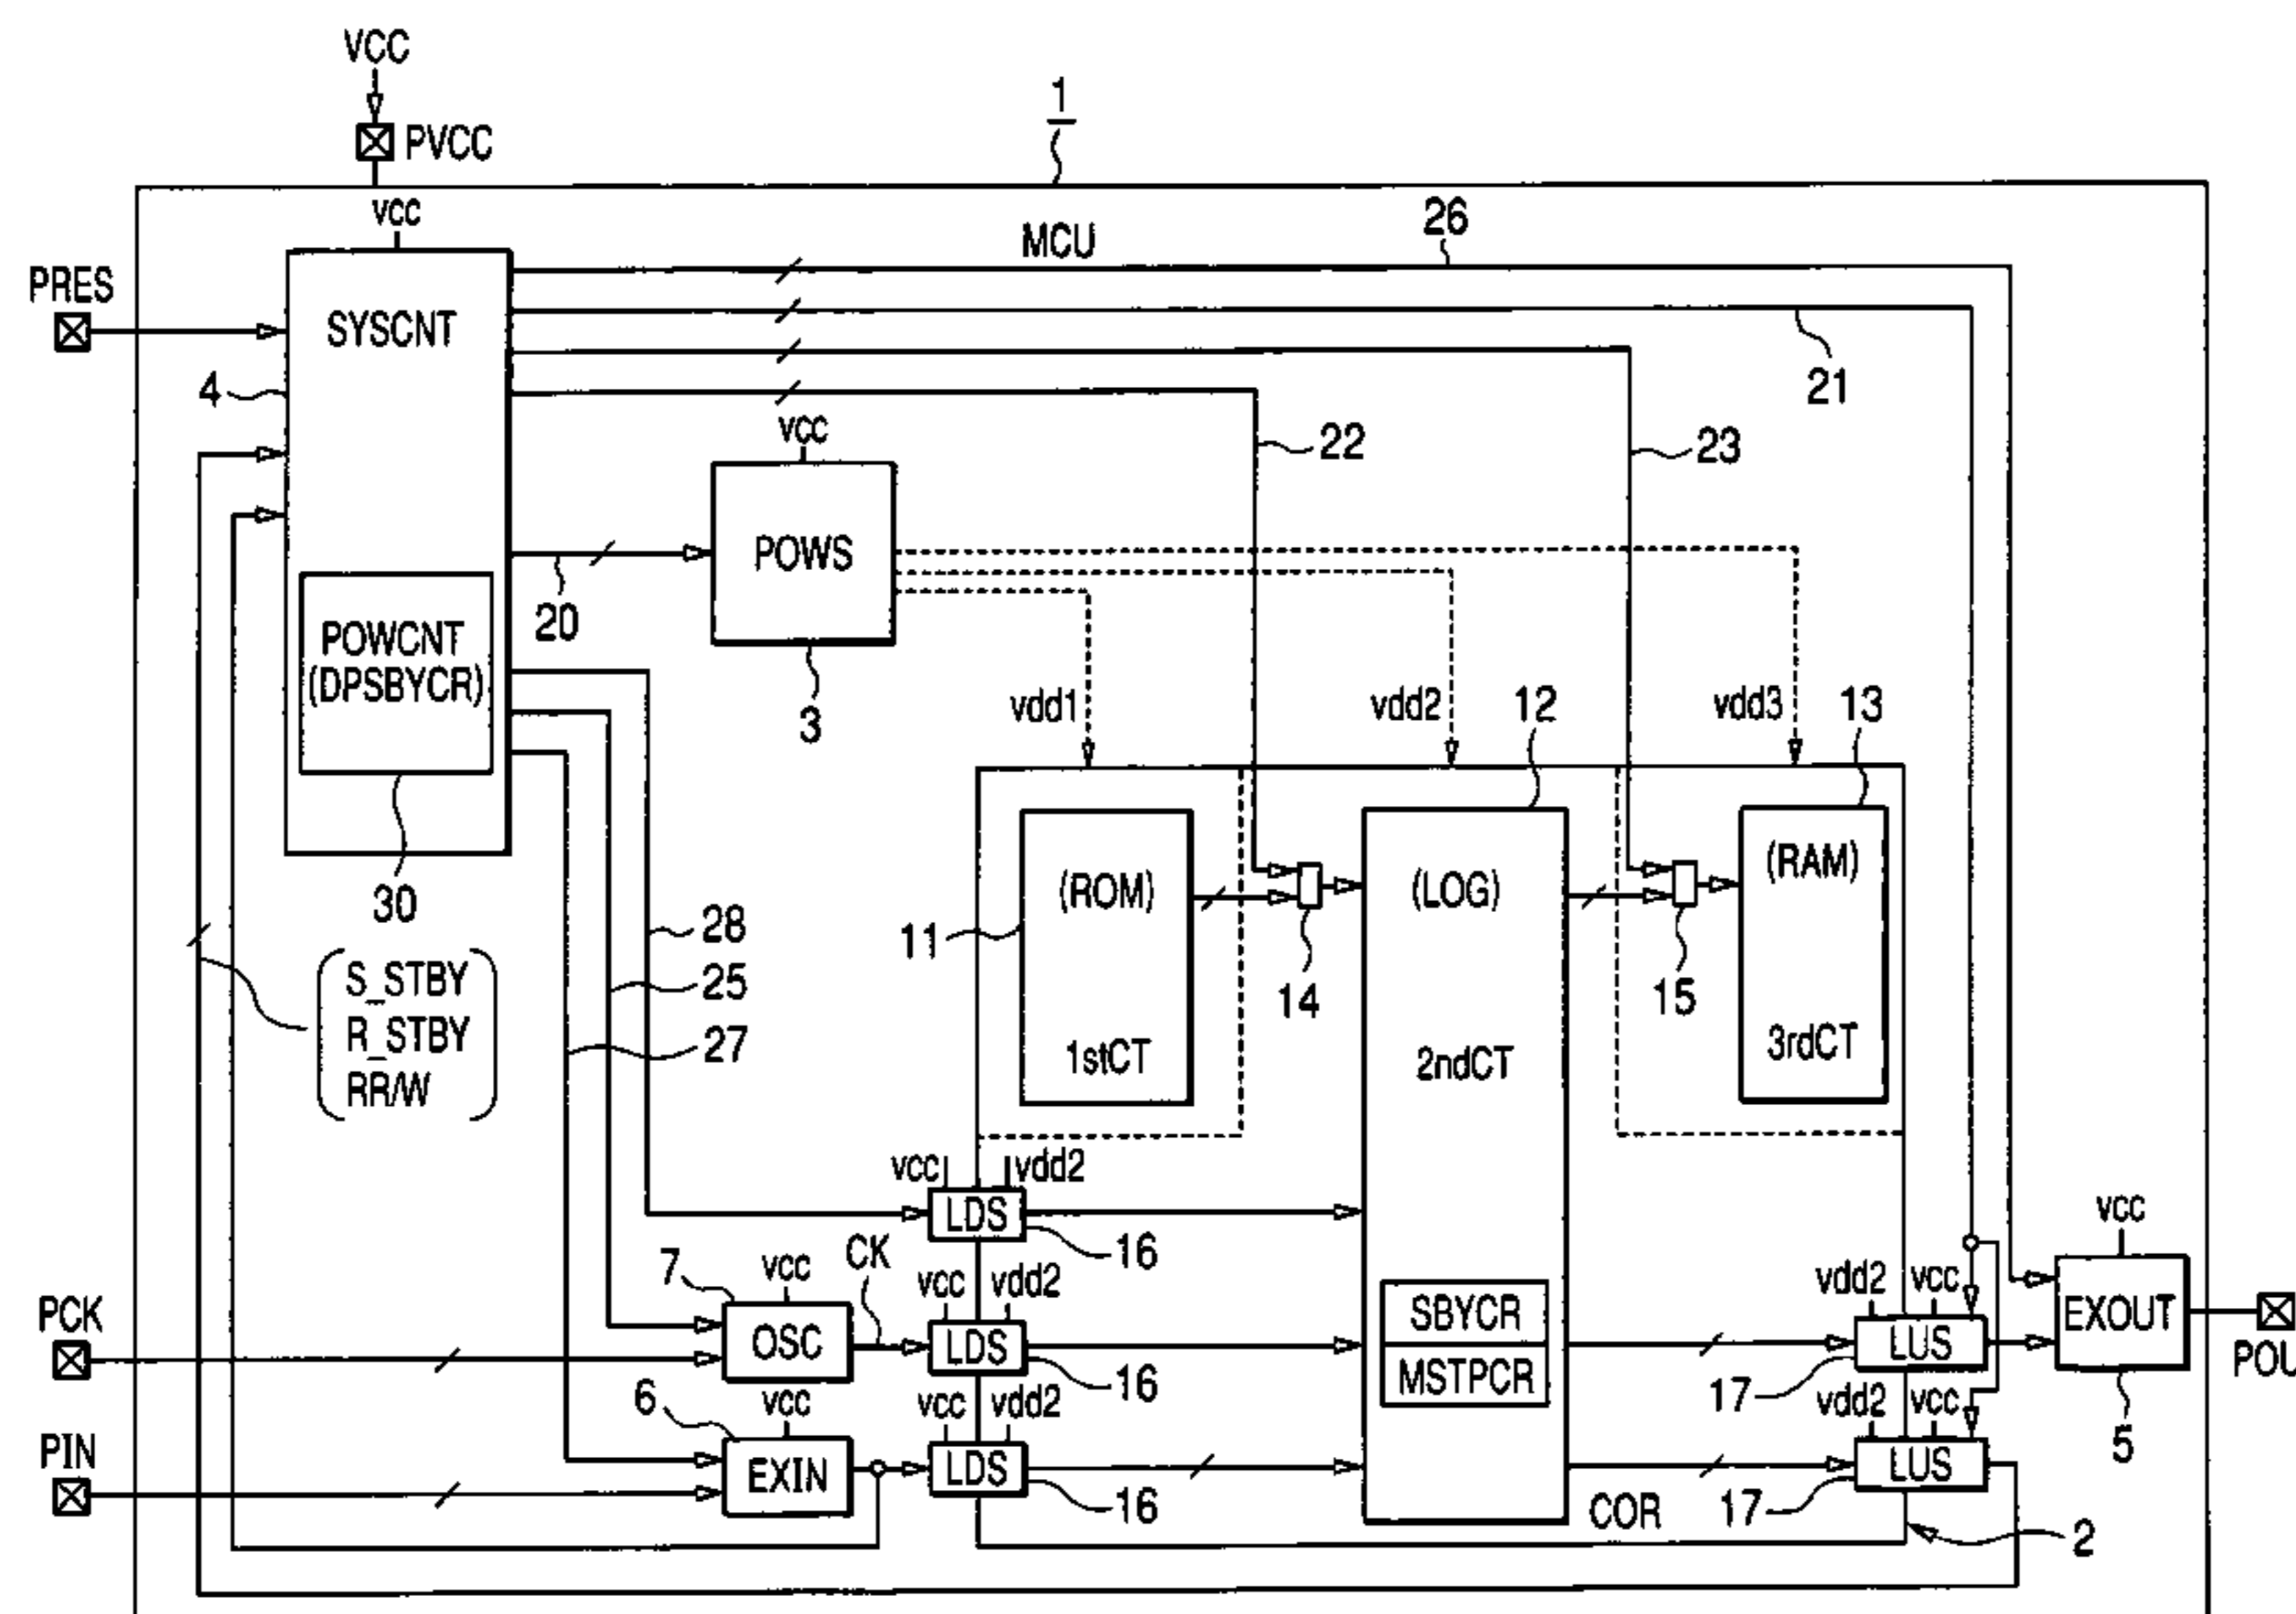 VCC
PVCC
1
vcc
MCU
26
PRES
SYSCNT
4
21
vcc
22
23
POWS
20
3
POWCNT
(DPSBYCR)
30
vdd1
vdd2
12
vdd3
13
(ROM)
(LOG)
(RAM)
11
14
15
28
25
27
S_STBY
R_STBY
RR/W
1stCT
2ndCT
3rdCT
vcc
vdd2
LDS
16
7
vcc
CK
vcc
vdd2
PCK
OSC
LDS
16
SBYCR
MSTPCR
vdd2
vcc
LUS
17
vcc
EXOUT
POU
5
6
vcc
vcc
vdd2
PIN
EXIN
LDS
16
vdd2
vcc
LUS
17
COR
2